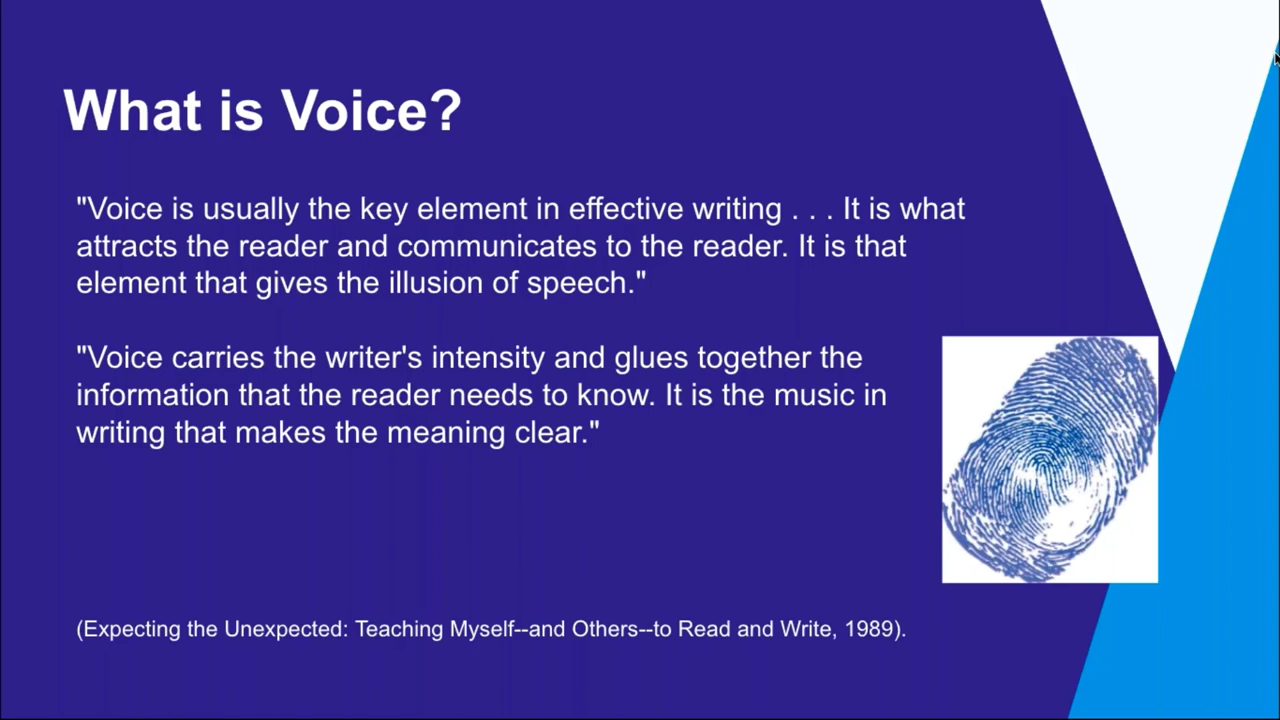 What is Voice?
"Voice is usually the key element in effective writing . . . It is what
attracts the reader and communicates to the reader. It is that
element that gives the illusion of speech."
"Voice carries the writer's intensity and glues together the
information that the reader needs to know. It is the music in
writing that makes the meaning clear."
(Expecting the Unexpected: Teaching Myself--and Others--to Read and Write, 1989).